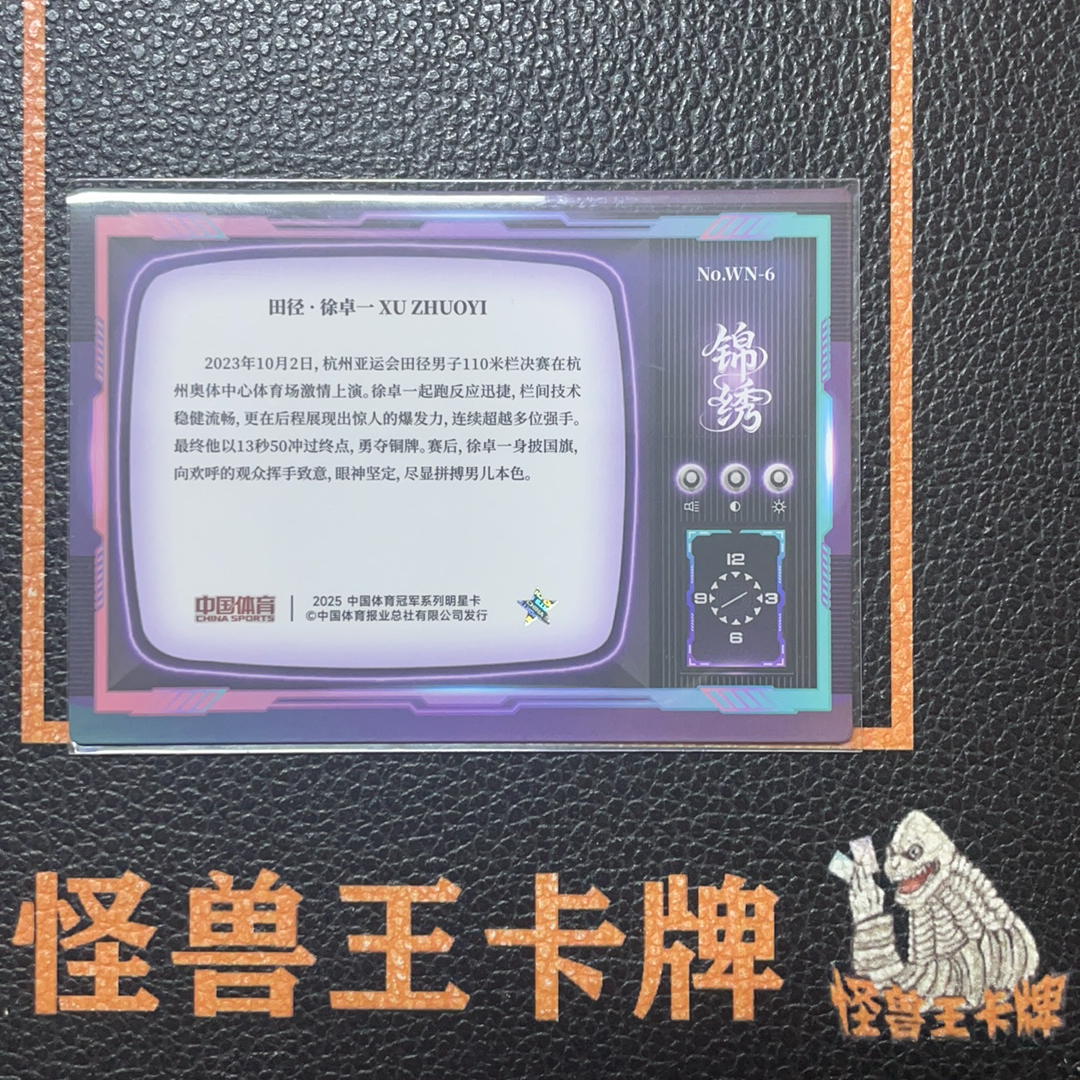 No.WN-6
锦绣
田径·徐卓一 XU ZHUOYI
2023年10月2日, 杭州亚运会田径男子110米栏决赛在杭
州奥体中心体育场激情上演。徐卓一起跑反应迅捷, 栏间技术
稳健流畅, 更在后程展现出惊人的爆发力, 连续超越多位强手。
最终他以13秒50冲过终点, 勇夺铜牌。赛后, 徐卓一身披国旗,
向欢呼的观众挥手致意, 眼神坚定, 尽显拼搏男儿本色。
中国体育
CHINA SPORTS
2025 中国体育冠军系列明星卡
©中国体育报业总社有限公司发行
12
9 3
6
怪兽王卡牌
怪兽王卡牌